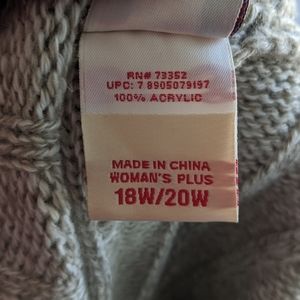 RN# 73352
UPC: 7 8905079197
100% ACRYLIC
MADE IN CHINA
WOMAN'S PLUS
18W/20W